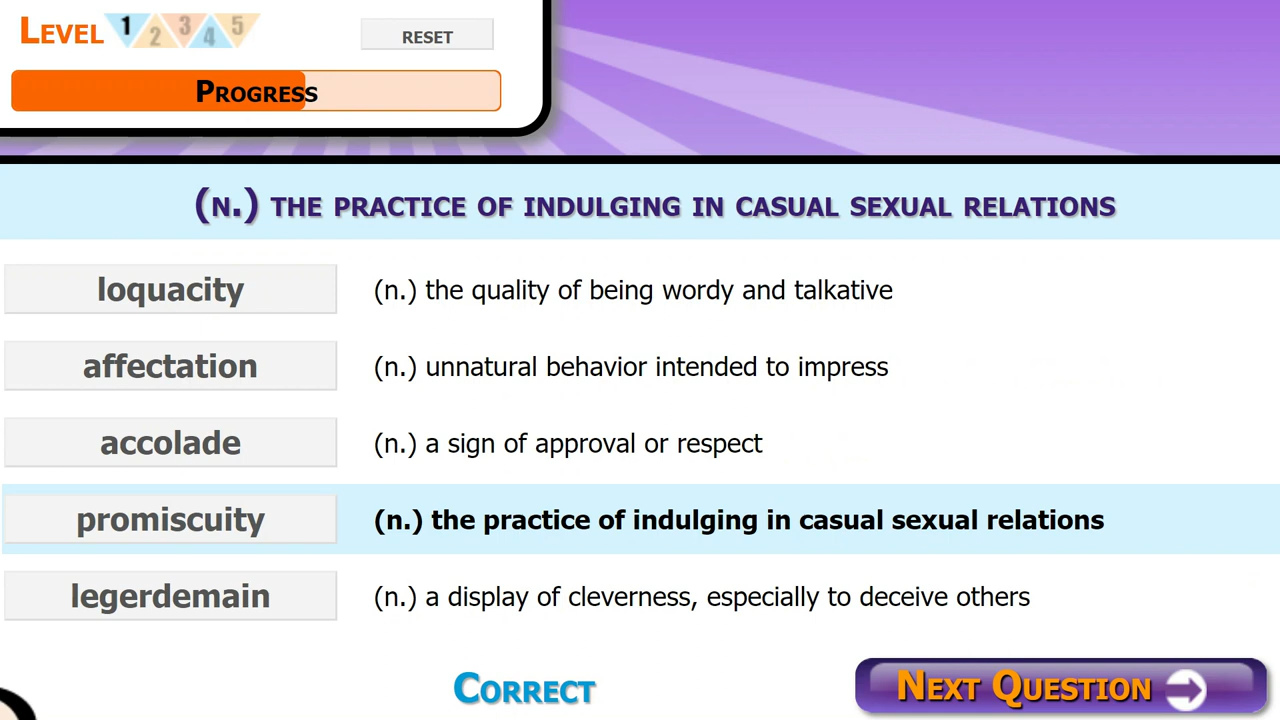 LEVEL 1 2 3 4 5
RESET
PROGRESS
(N.) THE PRACTICE OF INDULGING IN CASUAL SEXUAL RELATIONS
loquacity (n.) the quality of being wordy and talkative
affectation (n.) unnatural behavior intended to impress
accolade (n.) a sign of approval or respect
promiscuity (n.) the practice of indulging in casual sexual relations
legerdemain (n.) a display of cleverness, especially to deceive others
CORRECT
NEXT QUESTION